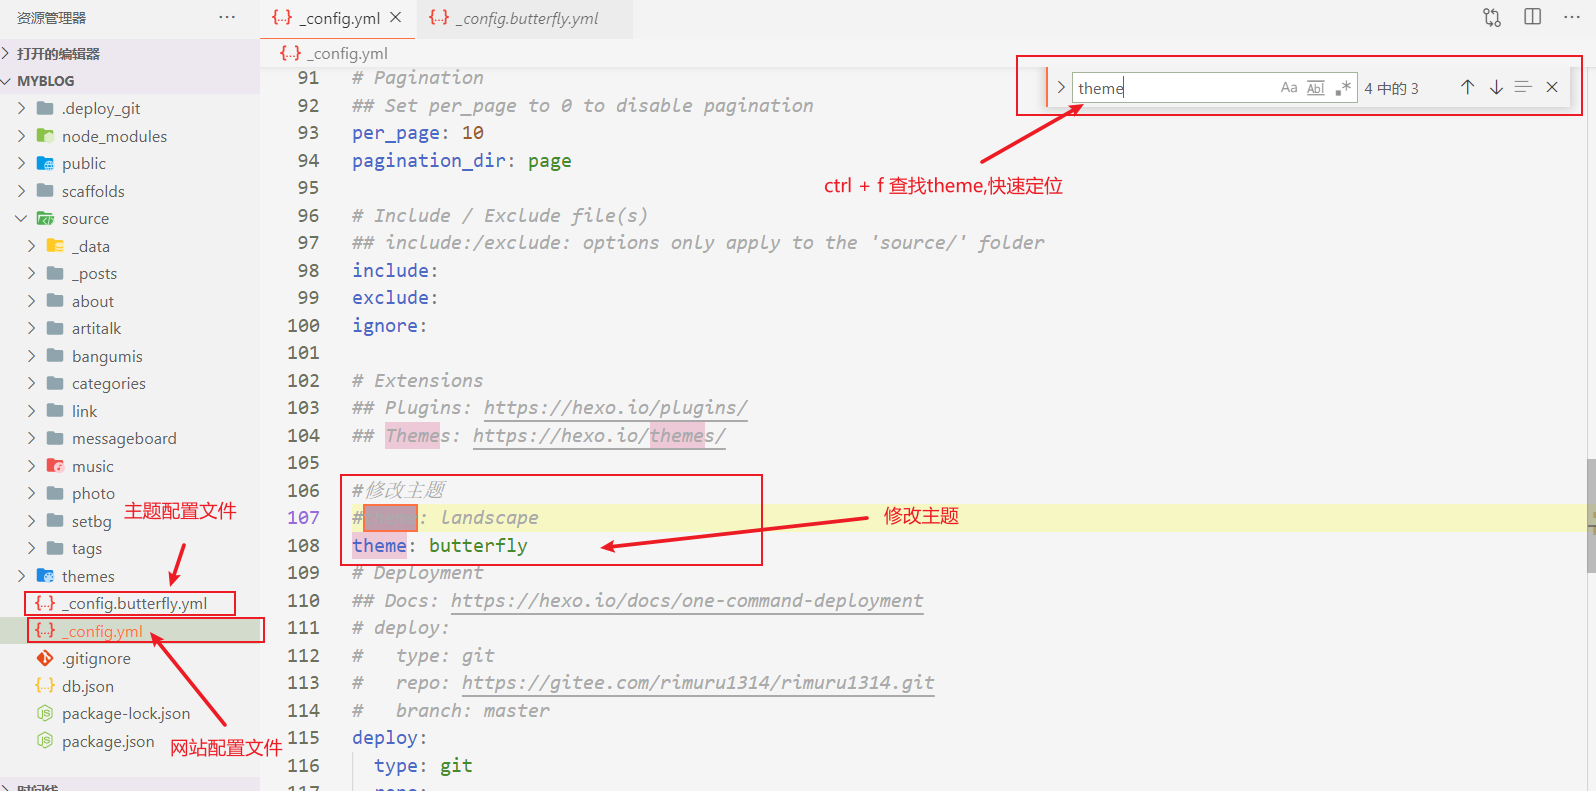 资源管理器 ···
打开的编辑器
MYBLOG
.deploy_git
node_modules
public
scaffolds
source
_data
_posts
about
artitalk
bangumis
categories
link
messageboard
music
photo
setbg
tags
themes
_config.butterfly.yml
_config.yml
.gitignore
db.json
package-lock.json
package.json
时间线
主题配置文件
网站配置文件
_config.yml
_config.butterfly.yml
_config.yml
91 # Pagination
92 ## Set per_page to 0 to disable pagination
93 per_page: 10
94 pagination_dir: page
95
96 # Include / Exclude file(s)
97 ## include:/exclude: options only apply to the 'source/' folder
98 include:
99 exclude:
100 ignore:
101
102 # Extensions
103 ## Plugins: https://hexo.io/plugins/
104 ## Themes: https://hexo.io/themes/
105
106 #修改主题
107 # : landscape
108 theme: butterfly
109 # Deployment
110 ## Docs: https://hexo.io/docs/one-command-deployment
111 # deploy:
112 #   type: git
113 #   repo: https://gitee.com/rimuru1314/rimuru1314.git
114 #   branch: master
115 deploy:
116   type: git
117   repo:
theme Aa Abl .* 4 中的 3
ctrl + f 查找theme,快速定位
修改主题